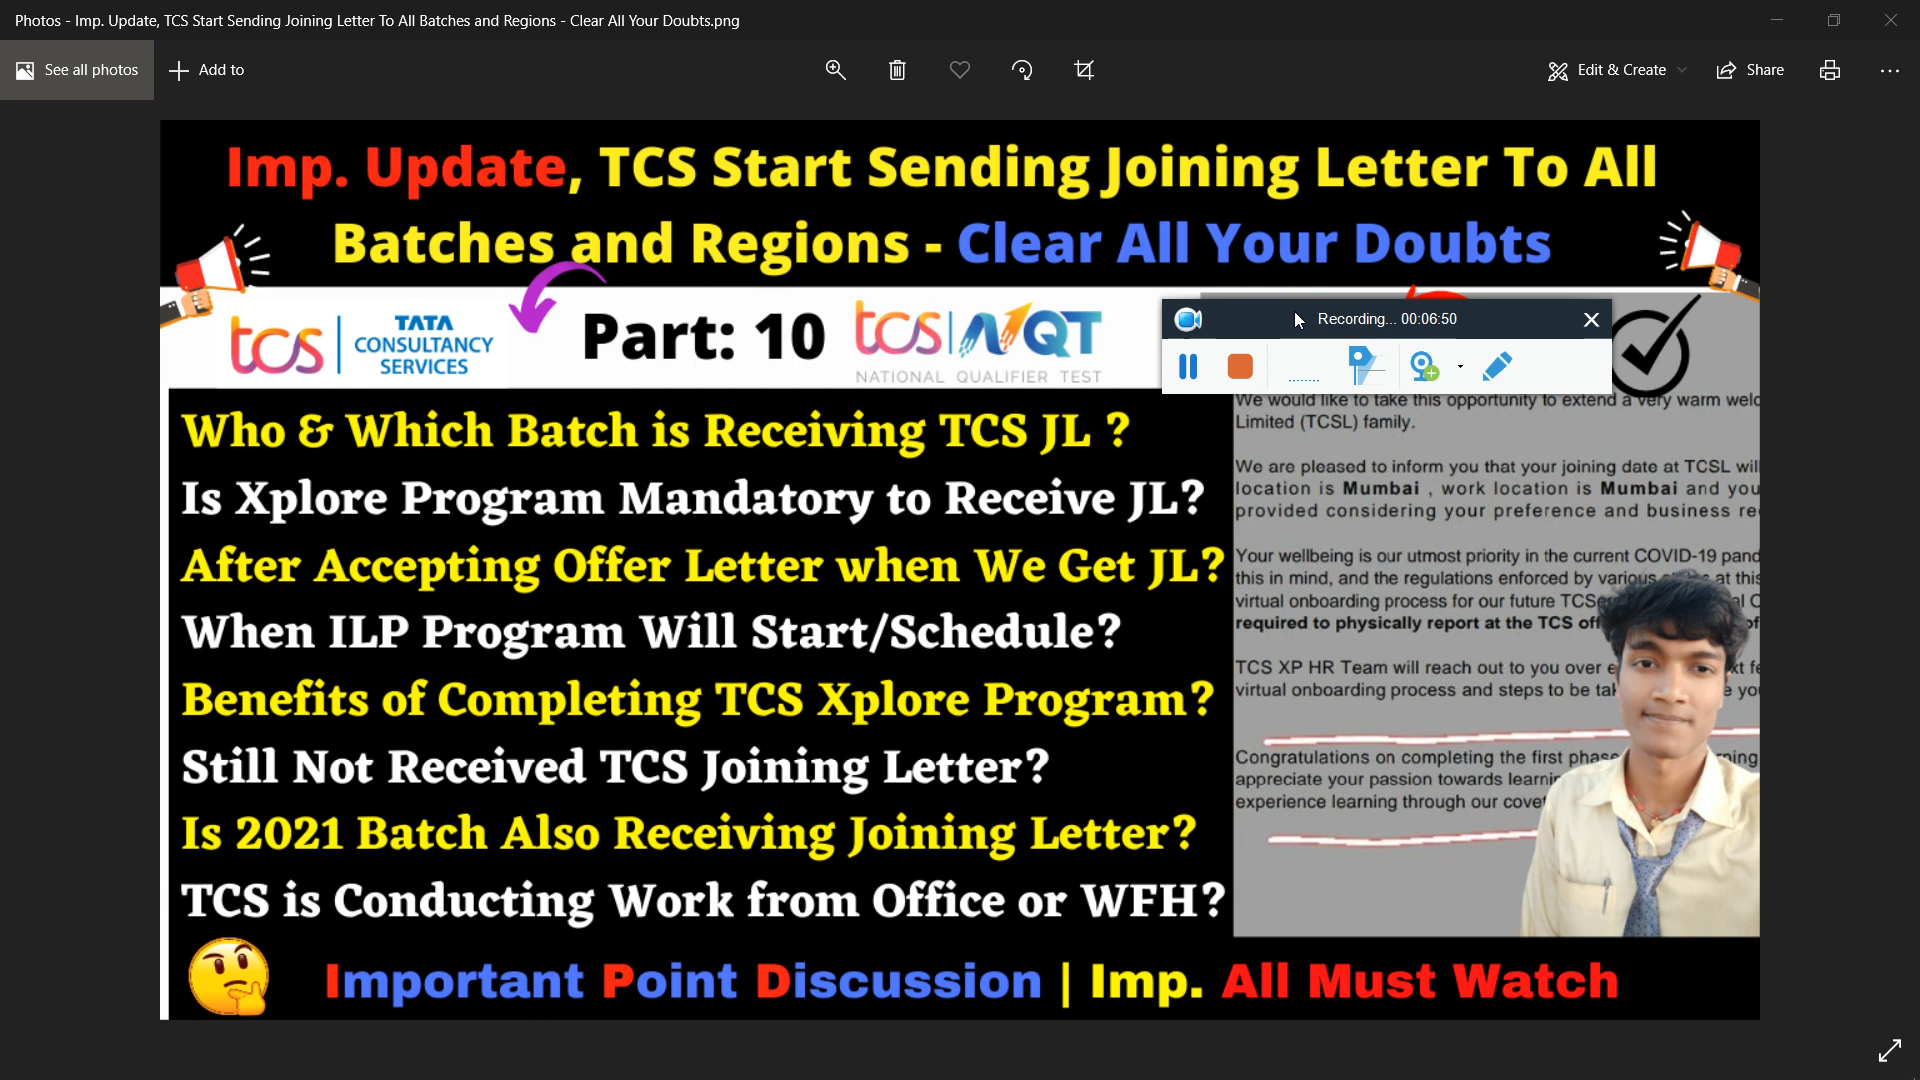 Photos - Imp. Update, TCS Start Sending Joining Letter To All Batches and Regions - Clear All Your Doubts.png
See all photos
Add to
Edit & Create
Share
Imp. Update, TCS Start Sending Joining Letter To All
Batches and Regions - Clear All Your Doubts
tcs | TATA
CONSULTANCY
SERVICES
Part: 10
tcs | NQT
NATIONAL QUALIFIER TEST
Recording... 00:06:50
Who & Which Batch is Receiving TCS JL ?
Is Xplore Program Mandatory to Receive JL?
After Accepting Offer Letter when We Get JL?
When ILP Program Will Start/Schedule?
Benefits of Completing TCS Xplore Program?
Still Not Received TCS Joining Letter?
Is 2021 Batch Also Receiving Joining Letter?
TCS is Conducting Work from Office or WFH?
We would like to take this opportunity to extend a very warm
Limited (TCSL) family.
We are pleased to inform you that your joining date at TCSL will
location is Mumbai , work location is Mumbai and you
provided considering your preference and business
Your wellbeing is our utmost priority in the current COVID-19
this in mind, and the regulations enforced by various at this
virtual onboarding process for our future
required to physically report at the TCS
TCS XP HR Team will reach out to you over
virtual onboarding process and steps to be
Congratulations on completing the first phase
appreciate your passion towards
experience learning through our
Important Point Discussion | Imp. All Must Watch